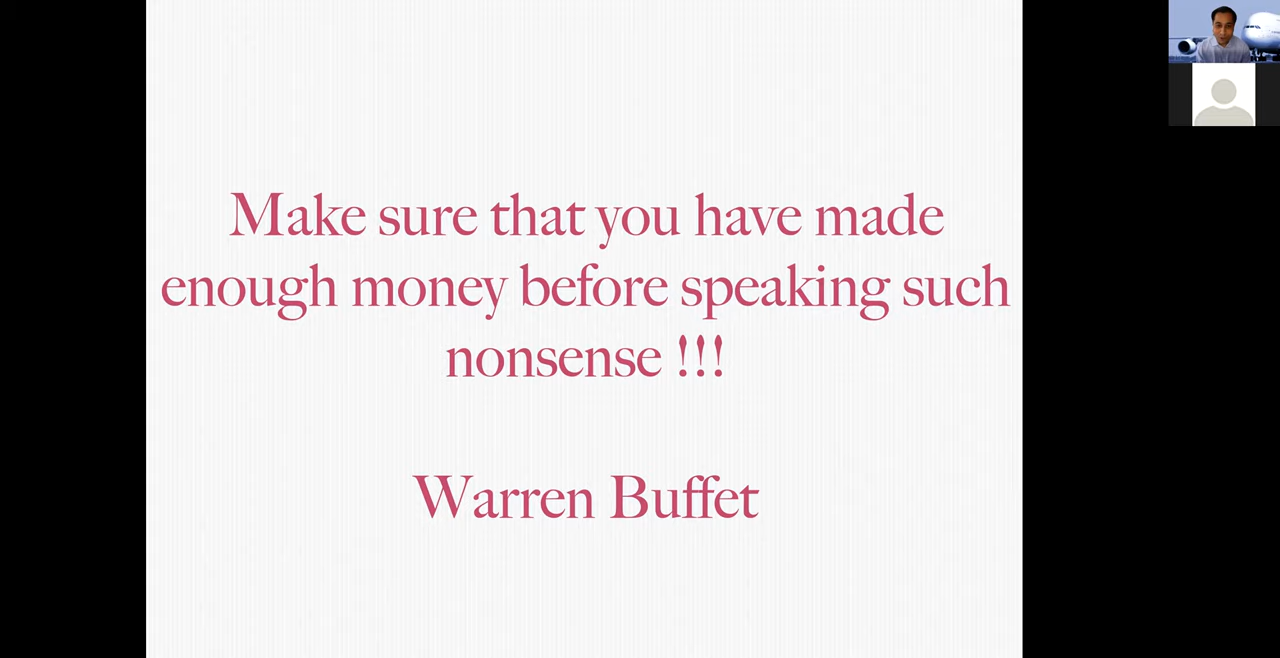 Make sure that you have made
enough money before speaking such
nonsense !!!
Warren Buffet